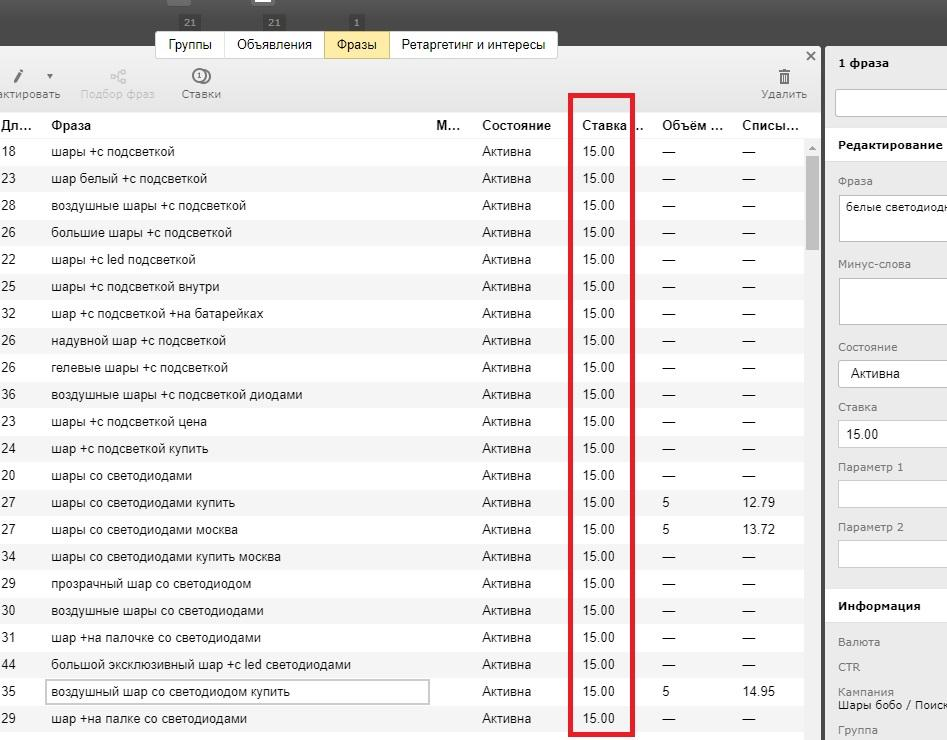 21 21 1
Группы Объявления Фразы Ретаргетинг и интересы
1 фраза
актировать Подбор фраз Ставки Удалить
Дл... Фраза М... Состояние Ставка ... Объём ... Списы...
Редактирование
18 шары +с подсветкой Активна 15.00 — —
23 шар белый +с подсветкой Активна 15.00 — —
Фраза
28 воздушные шары +с подсветкой Активна 15.00 — —
белые светодиодн
26 большие шары +с подсветкой Активна 15.00 — —
22 шары +с led подсветкой Активна 15.00 — —
Минус-слова
25 шары +с подсветкой внутри Активна 15.00 — —
32 шар +с подсветкой +на батарейках Активна 15.00 — —
26 надувной шар +с подсветкой Активна 15.00 — —
Состояние
26 гелевые шары +с подсветкой Активна 15.00 — —
Активна
36 воздушные шары +с подсветкой диодами Активна 15.00 — —
Ставка
23 шары +с подсветкой цена Активна 15.00 — —
15.00
24 шар +с подсветкой купить Активна 15.00 — —
Параметр 1
20 шары со светодиодами Активна 15.00 — —
27 шары со светодиодами купить Активна 15.00 5 12.79
27 шары со светодиодами москва Активна 15.00 5 13.72
Параметр 2
34 шары со светодиодами купить москва Активна 15.00 — —
29 прозрачный шар со светодиодом Активна 15.00 — —
30 воздушные шары со светодиодами Активна 15.00 — —
Информация
31 шар +на палочке со светодиодами Активна 15.00 — —
Валюта
44 большой эксклюзивный шар +с led светодиодами Активна 15.00 — —
CTR
35 воздушный шар со светодиодом купить Активна 15.00 5 14.95
Кампания
Шары бобо / Поиск
29 шар +на палке со светодиодами Активна 15.00 — —
Группа